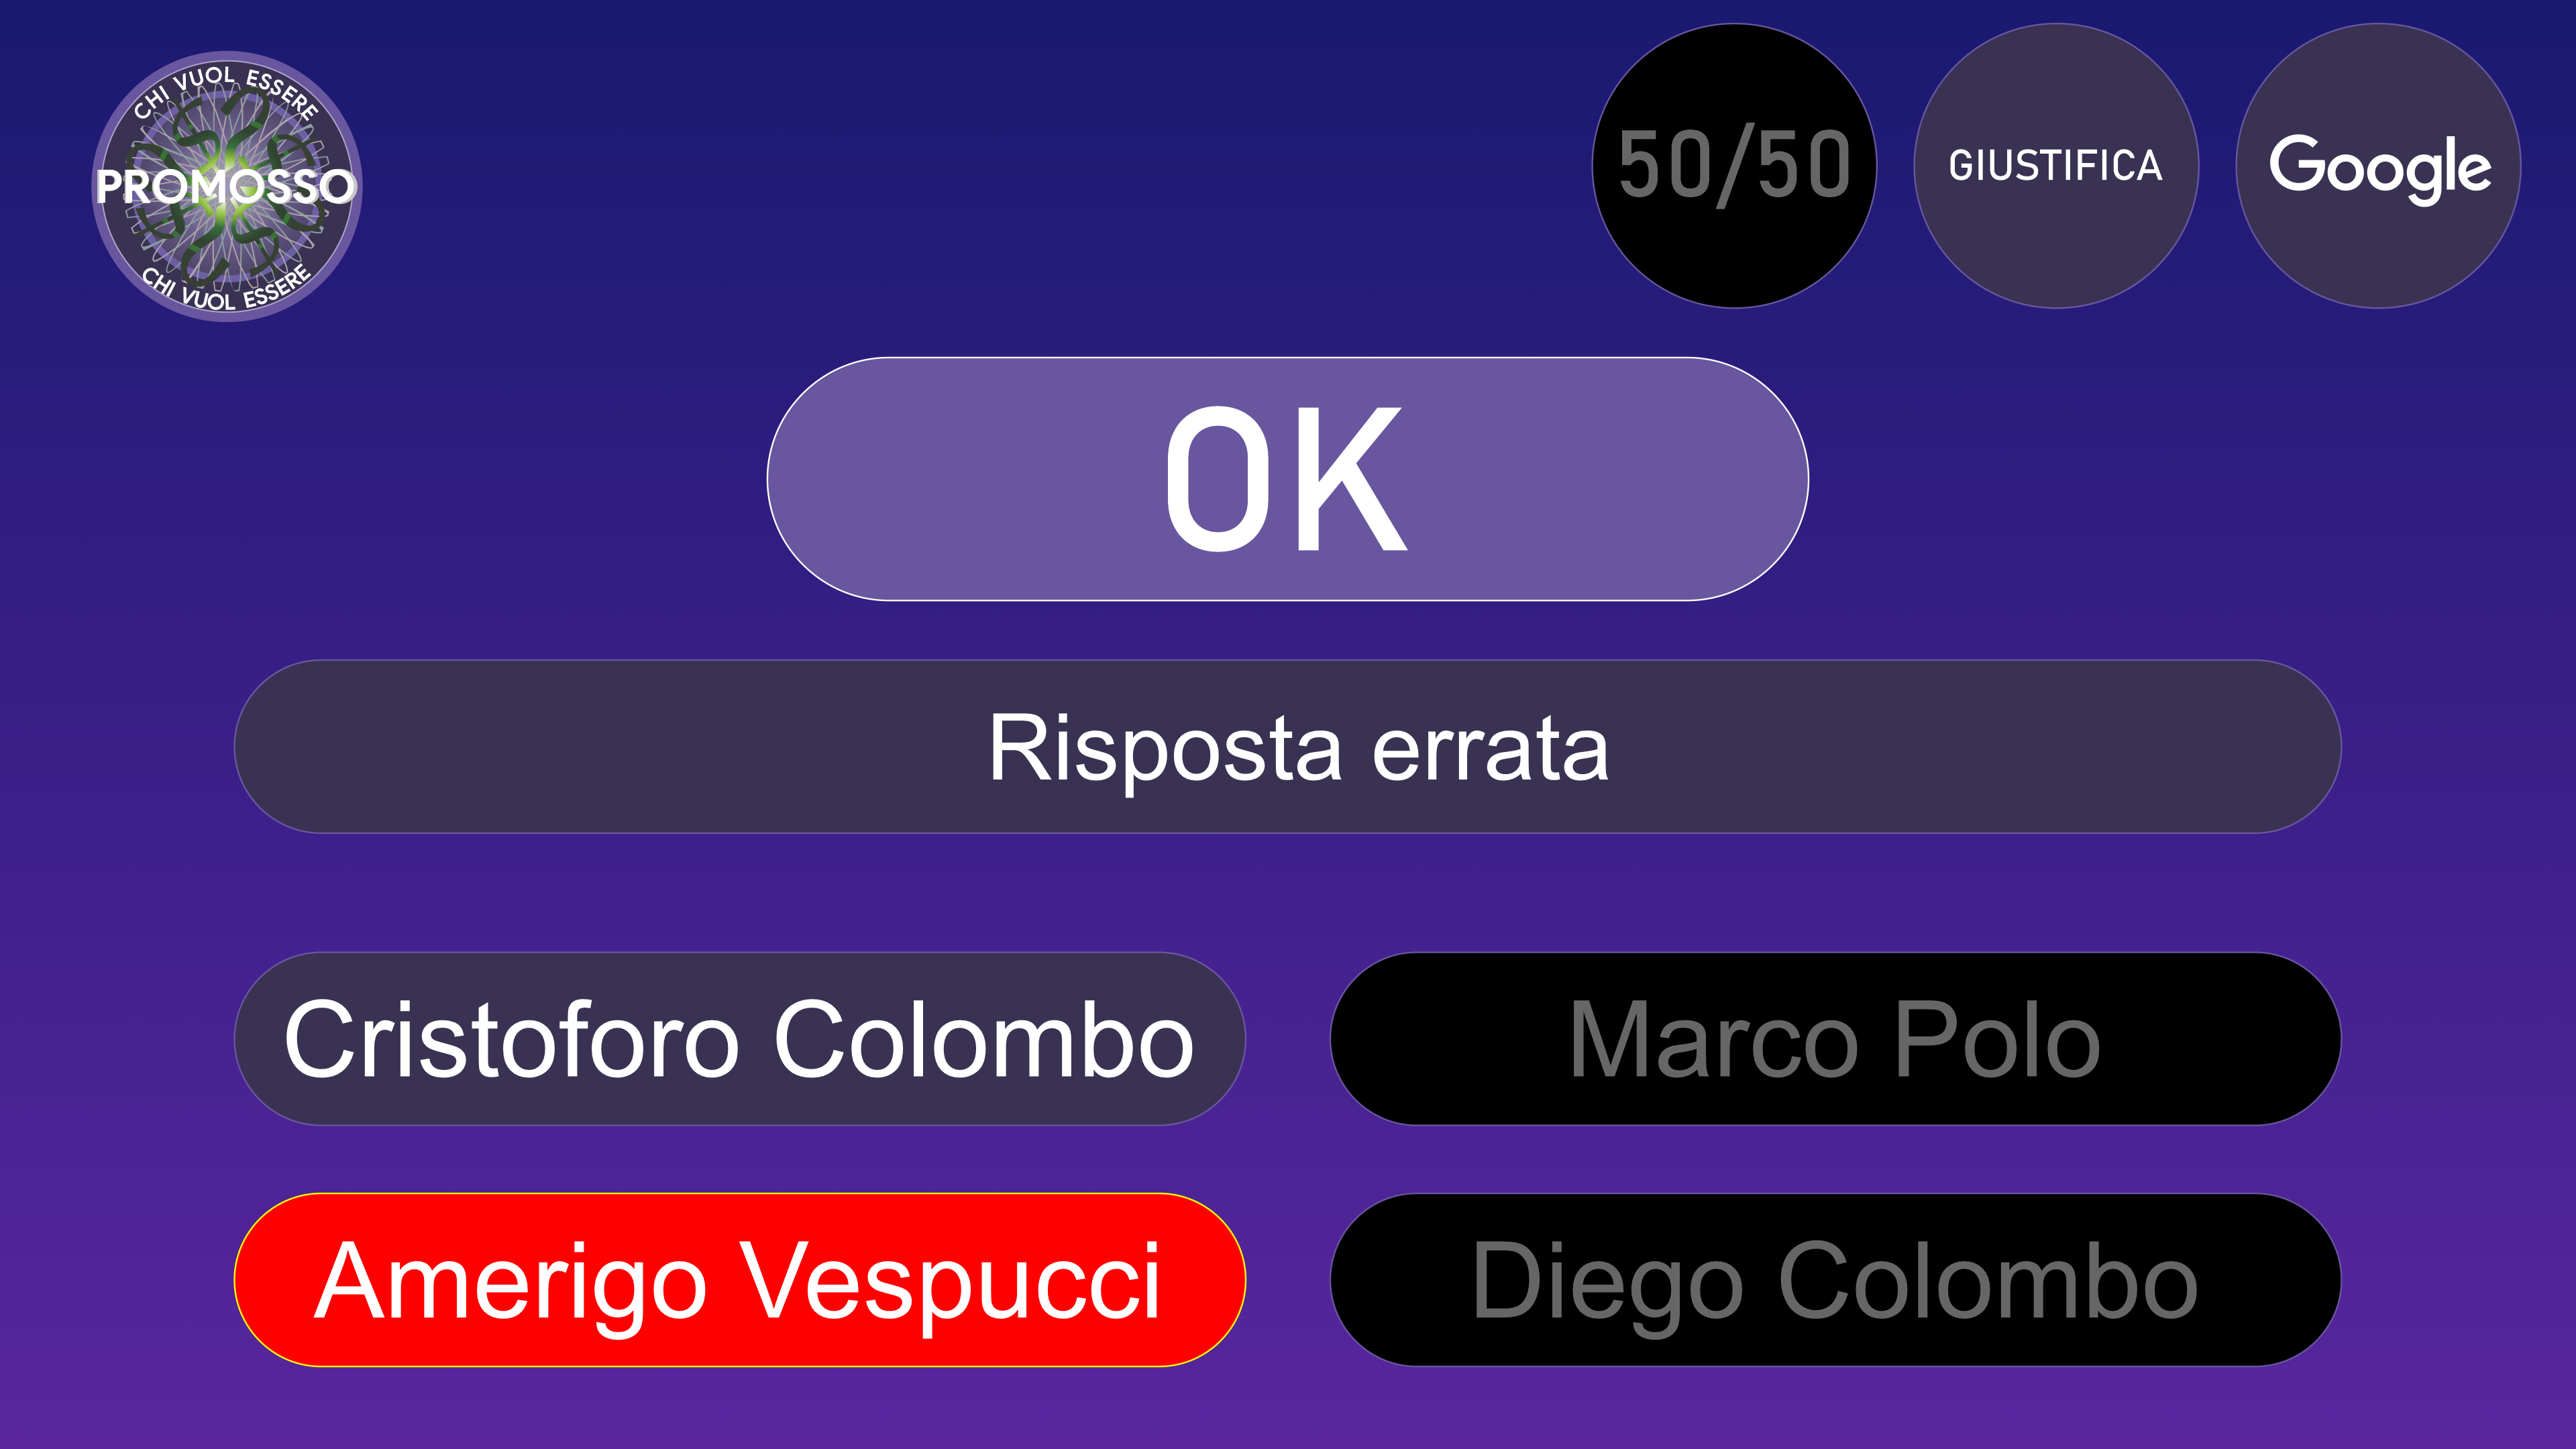 CHI VUOL ESSERE
PROMOSSO
CHI VUOL ESSERE
50/50
GIUSTIFICA
Google
OK
Risposta errata
Cristoforo Colombo
Marco Polo
Amerigo Vespucci
Diego Colombo